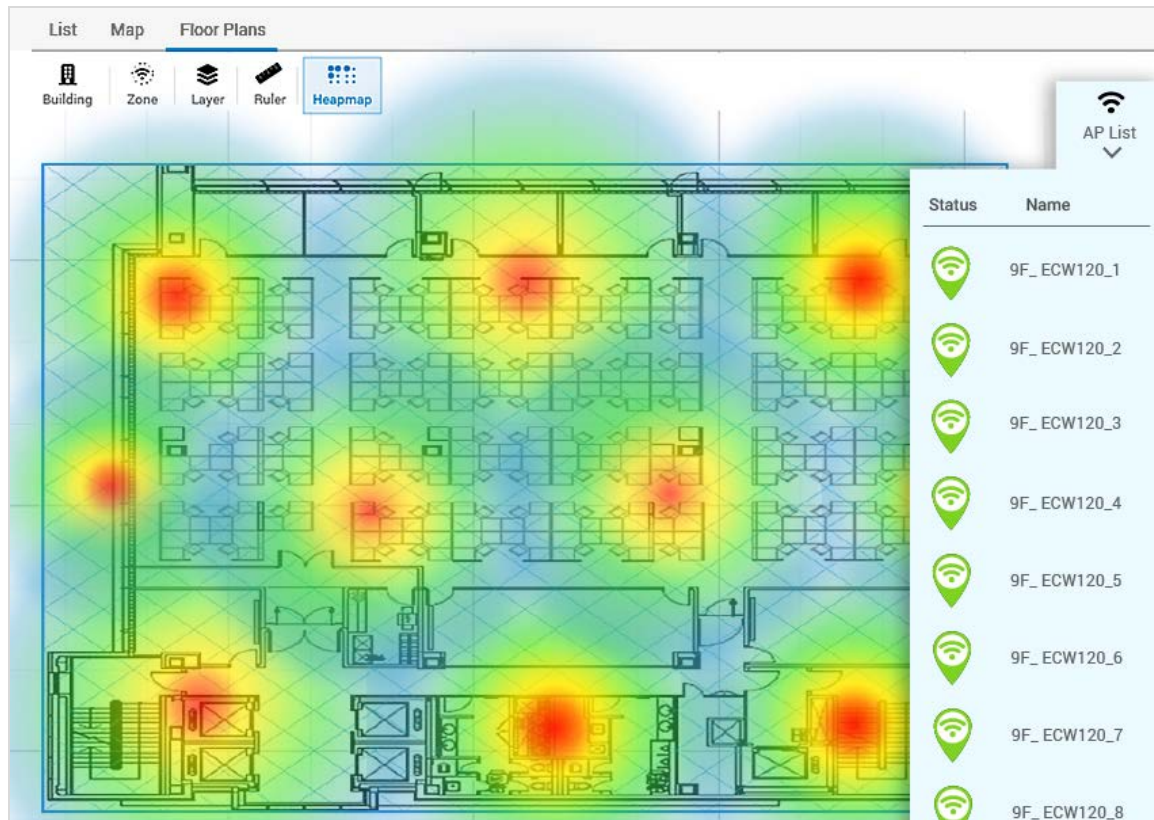 List Map Floor Plans
Building Zone Layer Ruler Heapmap
AP List
Status Name
9F_ ECW120_1
9F_ ECW120_2
9F_ ECW120_3
9F_ ECW120_4
9F_ ECW120_5
9F_ ECW120_6
9F_ ECW120_7
9F_ ECW120_8